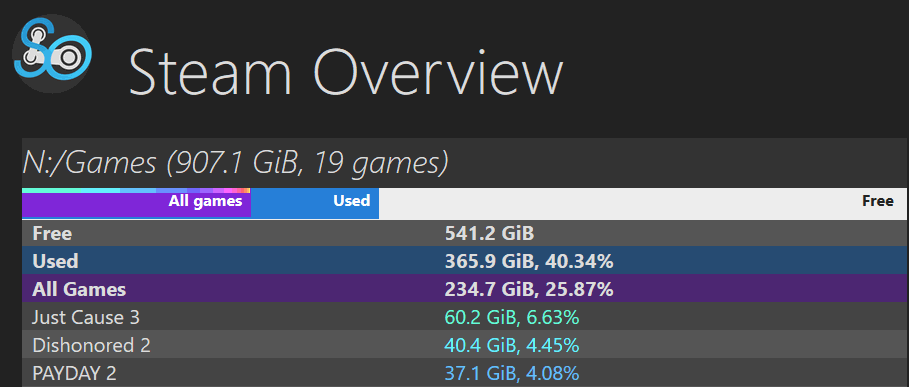 SO
Steam Overview
N:/Games (907.1 GiB, 19 games)
All games Used Free
Free 541.2 GiB
Used 365.9 GiB, 40.34%
All Games 234.7 GiB, 25.87%
Just Cause 3 60.2 GiB, 6.63%
Dishonored 2 40.4 GiB, 4.45%
PAYDAY 2 37.1 GiB, 4.08%